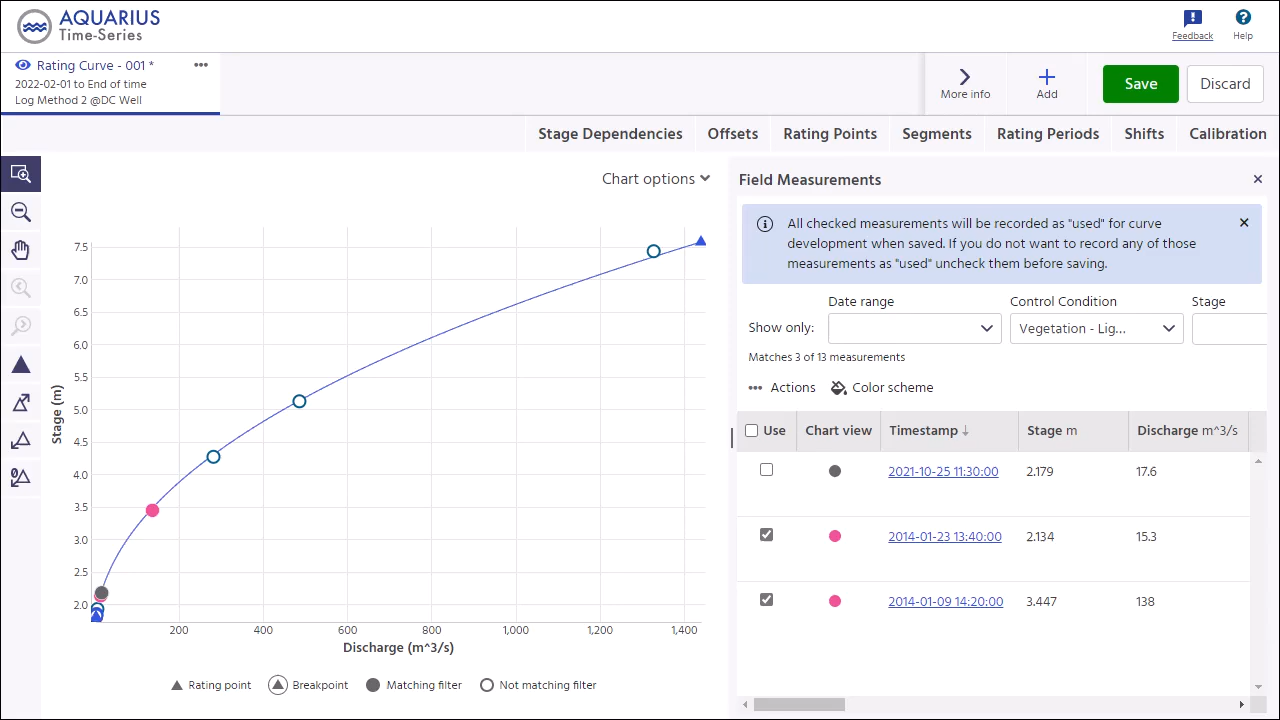 AQUARIUS
Time-Series
Feedback
Help
Rating Curve - 001 *
2022-02-01 to End of time
Log Method 2 @DC Well
More info
Add
Save
Discard
Stage Dependencies
Offsets
Rating Points
Segments
Rating Periods
Shifts
Calibration
Chart options
7.5
7.0
6.5
6.0
5.5
5.0
4.5
4.0
3.5
3.0
2.5
2.0
Stage (m)
200
400
600
800
1,000
1,200
1,400
Discharge (m^3/s)
Rating point
Breakpoint
Matching filter
Not matching filter
Field Measurements
All checked measurements will be recorded as "used" for curve
development when saved. If you do not want to record any of those
measurements as "used" uncheck them before saving.
Show only:
Date range
Control Condition
Vegetation - Lig...
Stage
Matches 3 of 13 measurements
Actions
Color scheme
Use
Chart view
Timestamp
Stage m
Discharge m^3/s
2021-10-25 11:30:00
2.179
17.6
2014-01-23 13:40:00
2.134
15.3
2014-01-09 14:20:00
3.447
138